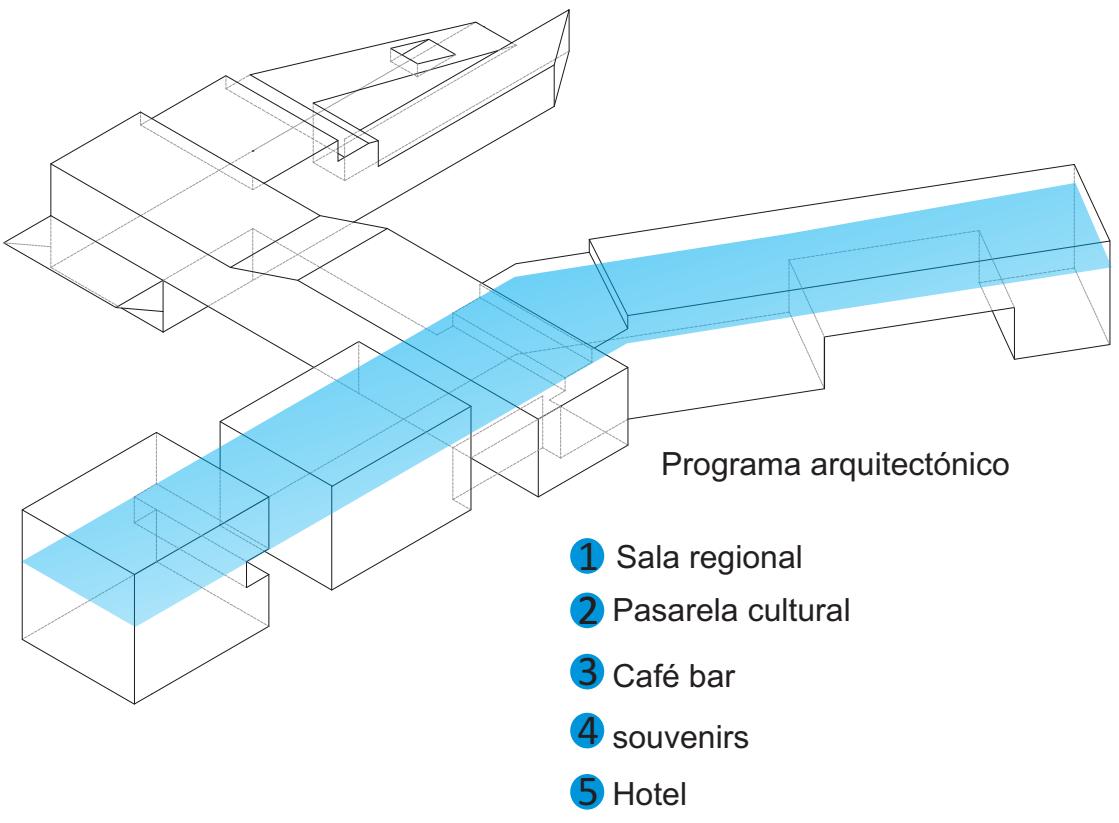 Programa arquitectónico
1 Sala regional
2 Pasarela cultural
3 Café bar
4 souvenirs
5 Hotel